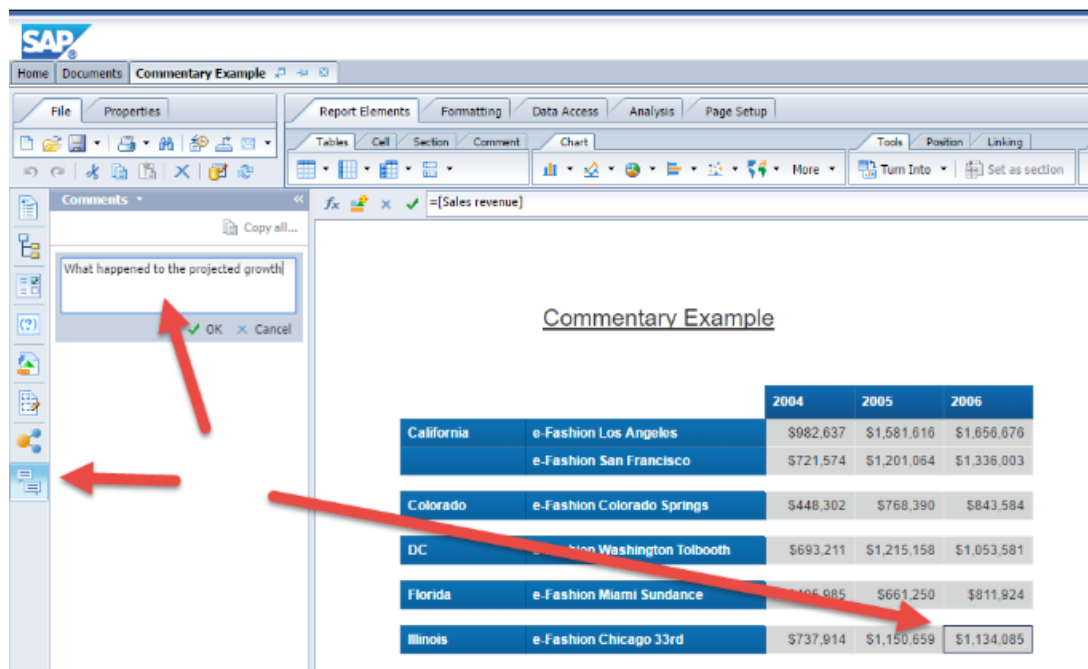 SAP
Home Documents Commentary Example
File Properties Report Elements Formatting Data Access Analysis Page Setup
Tables Cell Section Comment Chart Tools Position Linking
More Turn Into Set as section
Comments
=[Sales revenue]
Copy all...
What happened to the projected growth
OK Cancel
Commentary Example
2004 2005 2006
California e-Fashion Los Angeles $982,637 $1,581,616 $1,656,676
e-Fashion San Francisco $721,574 $1,201,064 $1,336,003
Colorado e-Fashion Colorado Springs $448,302 $768,390 $843,584
DC Washington Tolbooth $693,211 $1,215,158 $1,053,581
Florida e-Fashion Miami Sundance $661,250 $811,924
Illinois e-Fashion Chicago 33rd $737,914 $1,150,659 $1,134,085